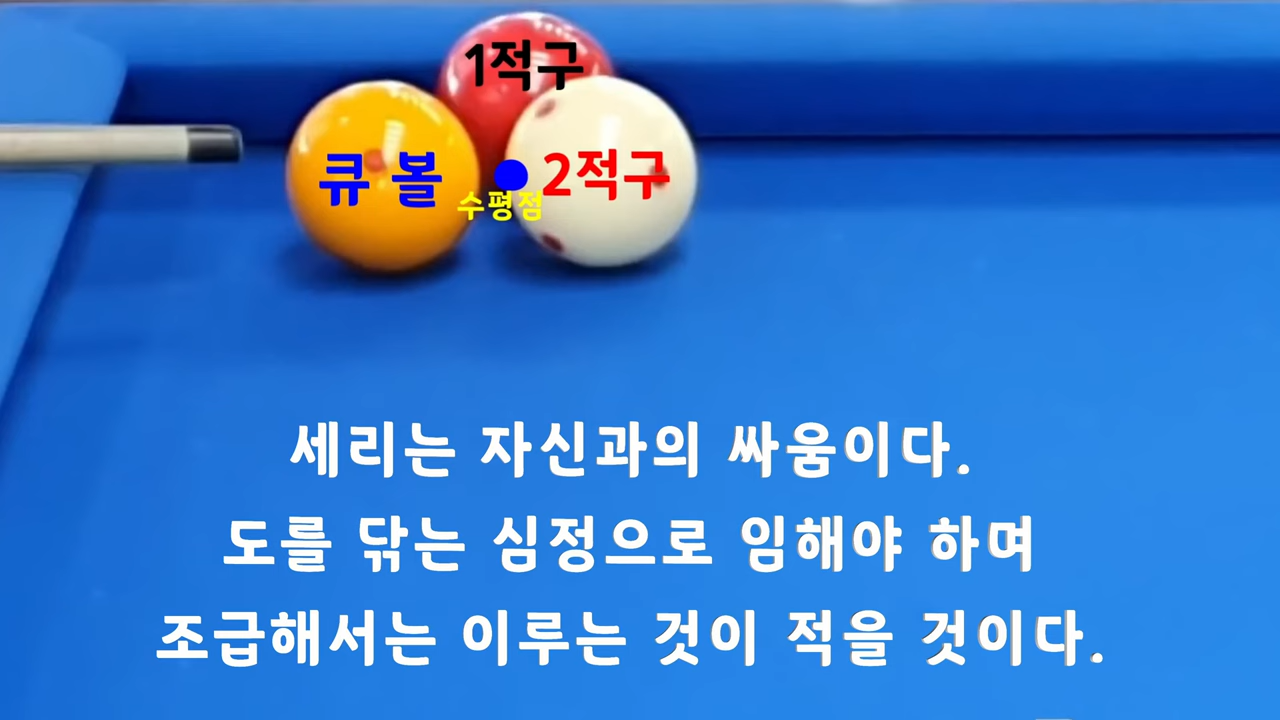 1적구
큐 볼
2적구
수평점
세리는 자신과의 싸움이다.
도를 닦는 심정으로 임해야 하며
조급해서는 이루는 것이 적을 것이다.